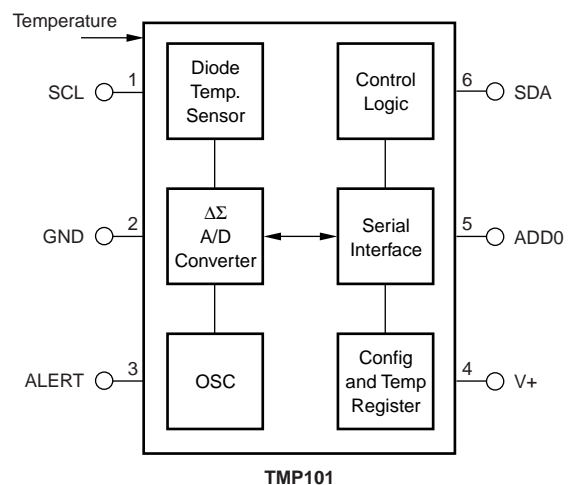 Temperature
SCL
1
Diode
Temp.
Sensor
Control
Logic
6
SDA
GND
2
ΔΣ
A/D
Converter
Serial
Interface
5
ADD0
ALERT
3
OSC
Config
and Temp
Register
4
V+
TMP101